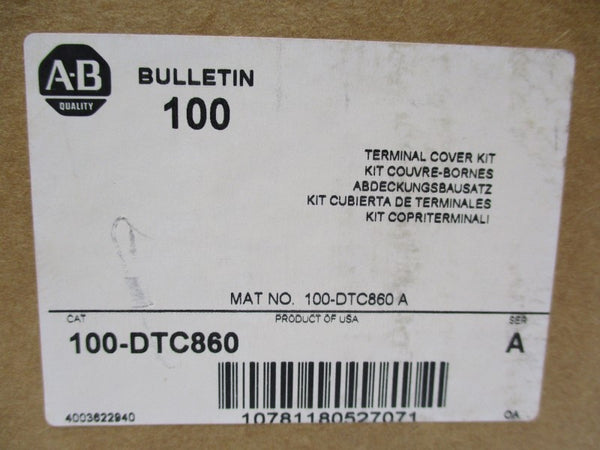 A-B
QUALITY
BULLETIN
100
TERMINAL COVER KIT
KIT COUVRE-BORNES
ABDECKUNGSBAUSATZ
KIT CUBIERTA DE TERMINALES
KIT COPRITERMINALI
MAT NO. 100-DTC860 A
CAT PRODUCT OF USA SER
100-DTC860 A
4003622940 10781180527071 OA